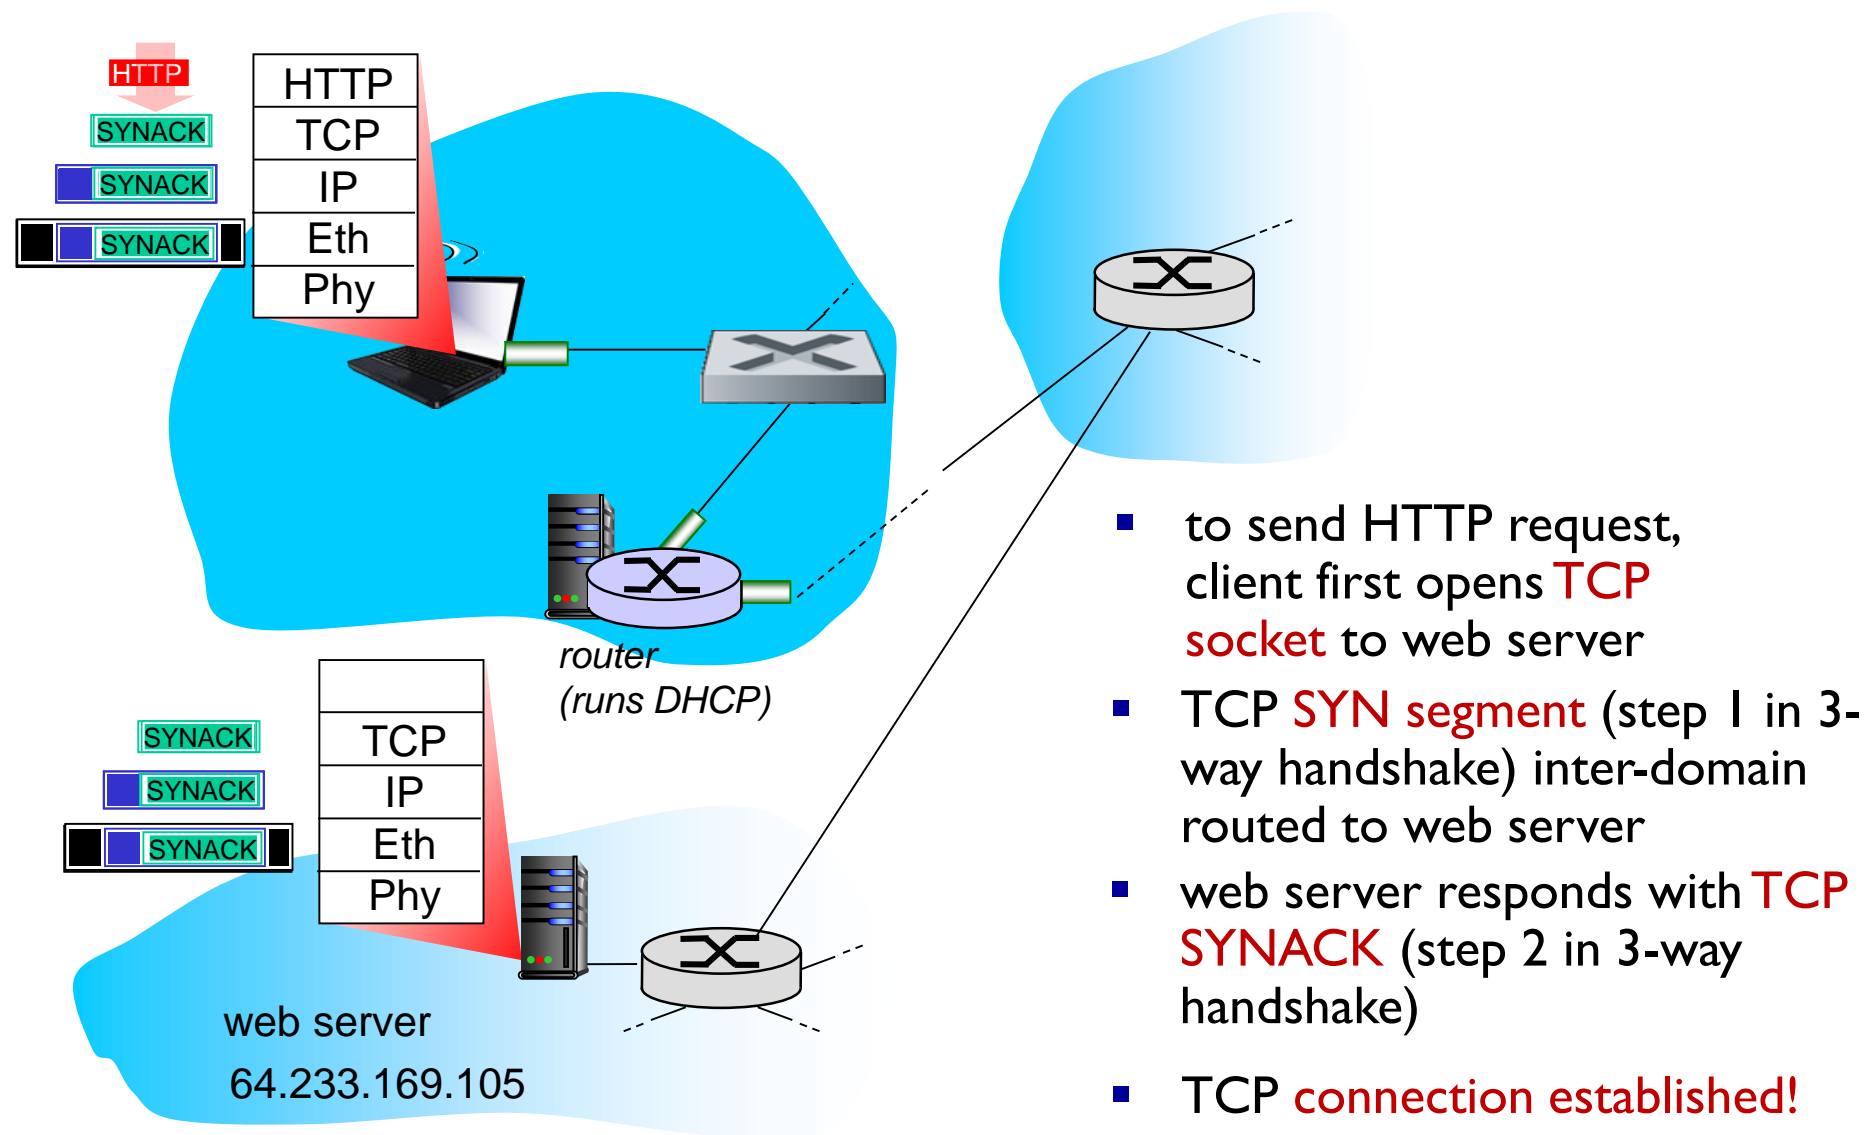 HTTP
SYNACK
SYNACK
SYNACK
HTTP
TCP
IP
Eth
Phy
router
(runs DHCP)
SYNACK
SYNACK
SYNACK
TCP
IP
Eth
Phy
web server
64.233.169.105
▪ to send HTTP request,
client first opens TCP
socket to web server
▪ TCP SYN segment (step 1 in 3-
way handshake) inter-domain
routed to web server
▪ web server responds with TCP
SYNACK (step 2 in 3-way
handshake)
▪ TCP connection established!